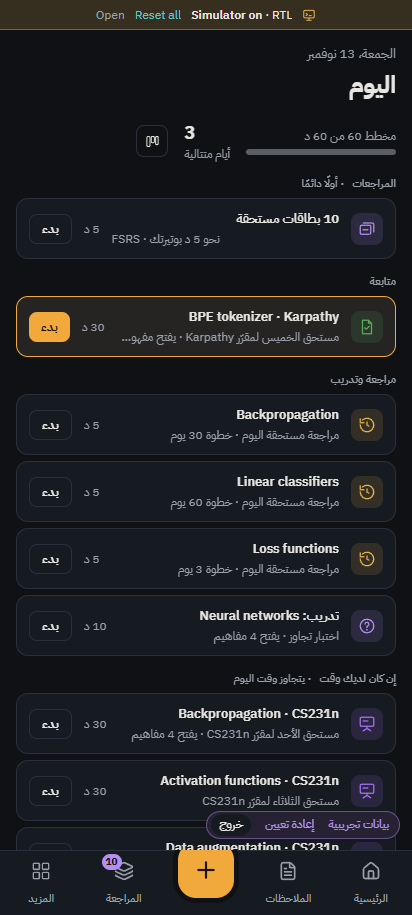 Simulator on · RTL Reset all Open
الجمعة، 13 نوفمبر
اليوم
مخطط 60 من 60 د
3
أيام متتالية
المراجعات · أولًا دائمًا
10 بطاقات مستحقة
نحو 5 د بوتيرتك · FSRS
5 د
بدء
متابعة
BPE tokenizer · Karpathy
مستحق الخميس لمقرّر Karpathy · يفتح مفهو...
30 د
بدء
مراجعة وتدريب
Backpropagation
مراجعة مستحقة اليوم · خطوة 30 يوم
5 د
بدء
Linear classifiers
مراجعة مستحقة اليوم · خطوة 60 يوم
5 د
بدء
Loss functions
مراجعة مستحقة اليوم · خطوة 3 يوم
5 د
بدء
تدريب: Neural networks
اختبار تجاوز · يفتح 4 مفاهيم
10 د
بدء
إن كان لديك وقت · يتجاوز وقت اليوم
Backpropagation · CS231n
مستحق الأحد لمقرّر CS231n · يفتح 4 مفاهيم
30 د
بدء
Activation functions · CS231n
مستحق الثلاثاء لمقرّر CS231n
30 د
بدء
بيانات تجريبية إعادة تعيين خروج
Data augmentation · CS231n
الرئيسية
الملاحظات
المراجعة
10
المزيد